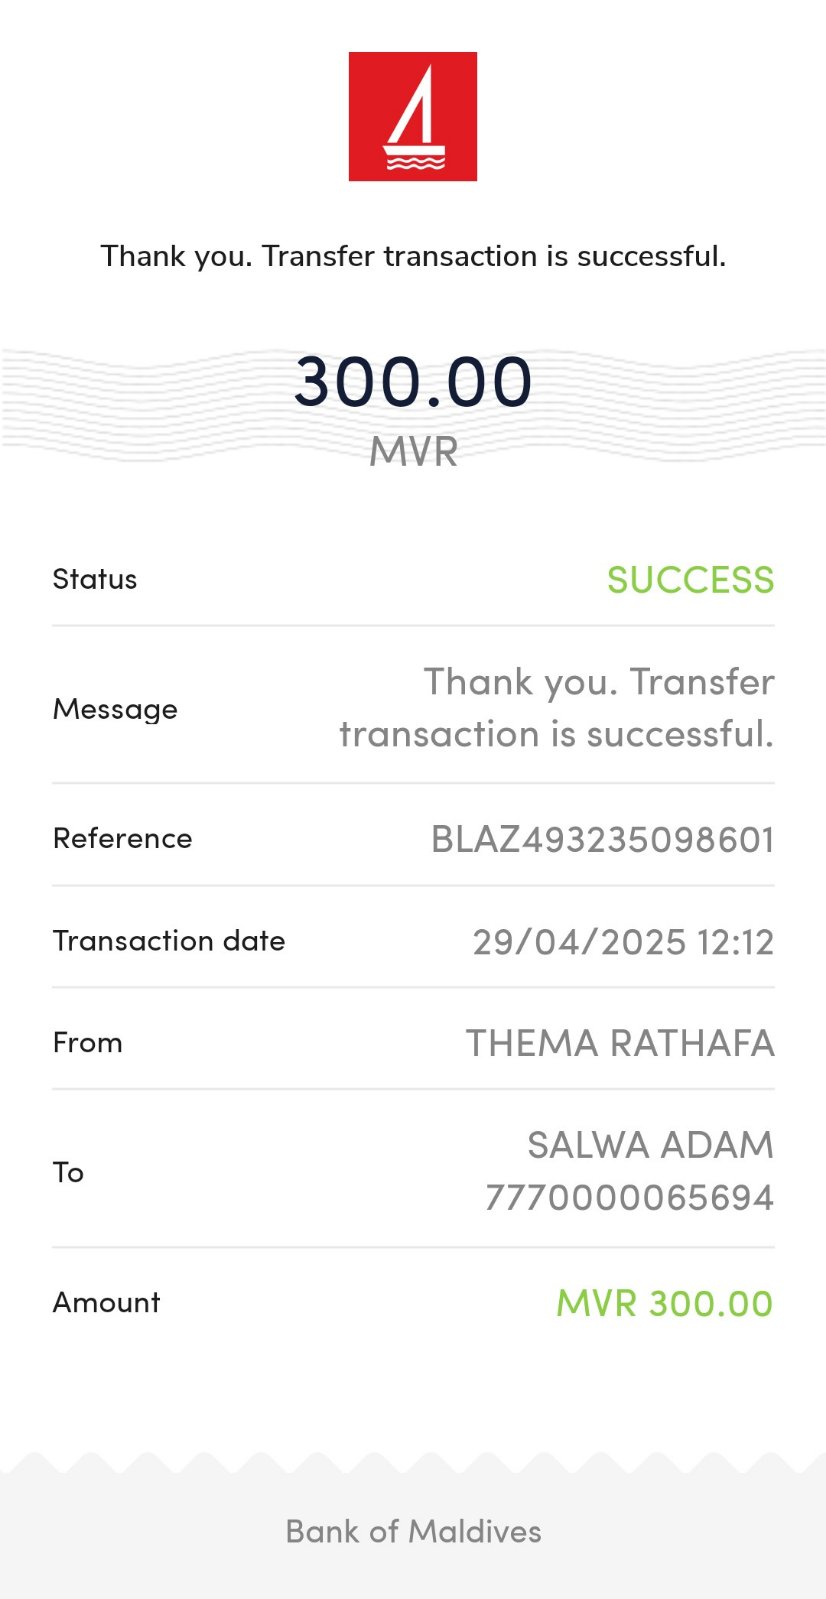 Thank you. Transfer transaction is successful.
300.00
MVR
Status SUCCESS
Message Thank you. Transfer
transaction is successful.
Reference BLAZ493235098601
Transaction date 29/04/2025 12:12
From THEMA RATHAFA
To SALWA ADAM
7770000065694
Amount MVR 300.00
Bank of Maldives